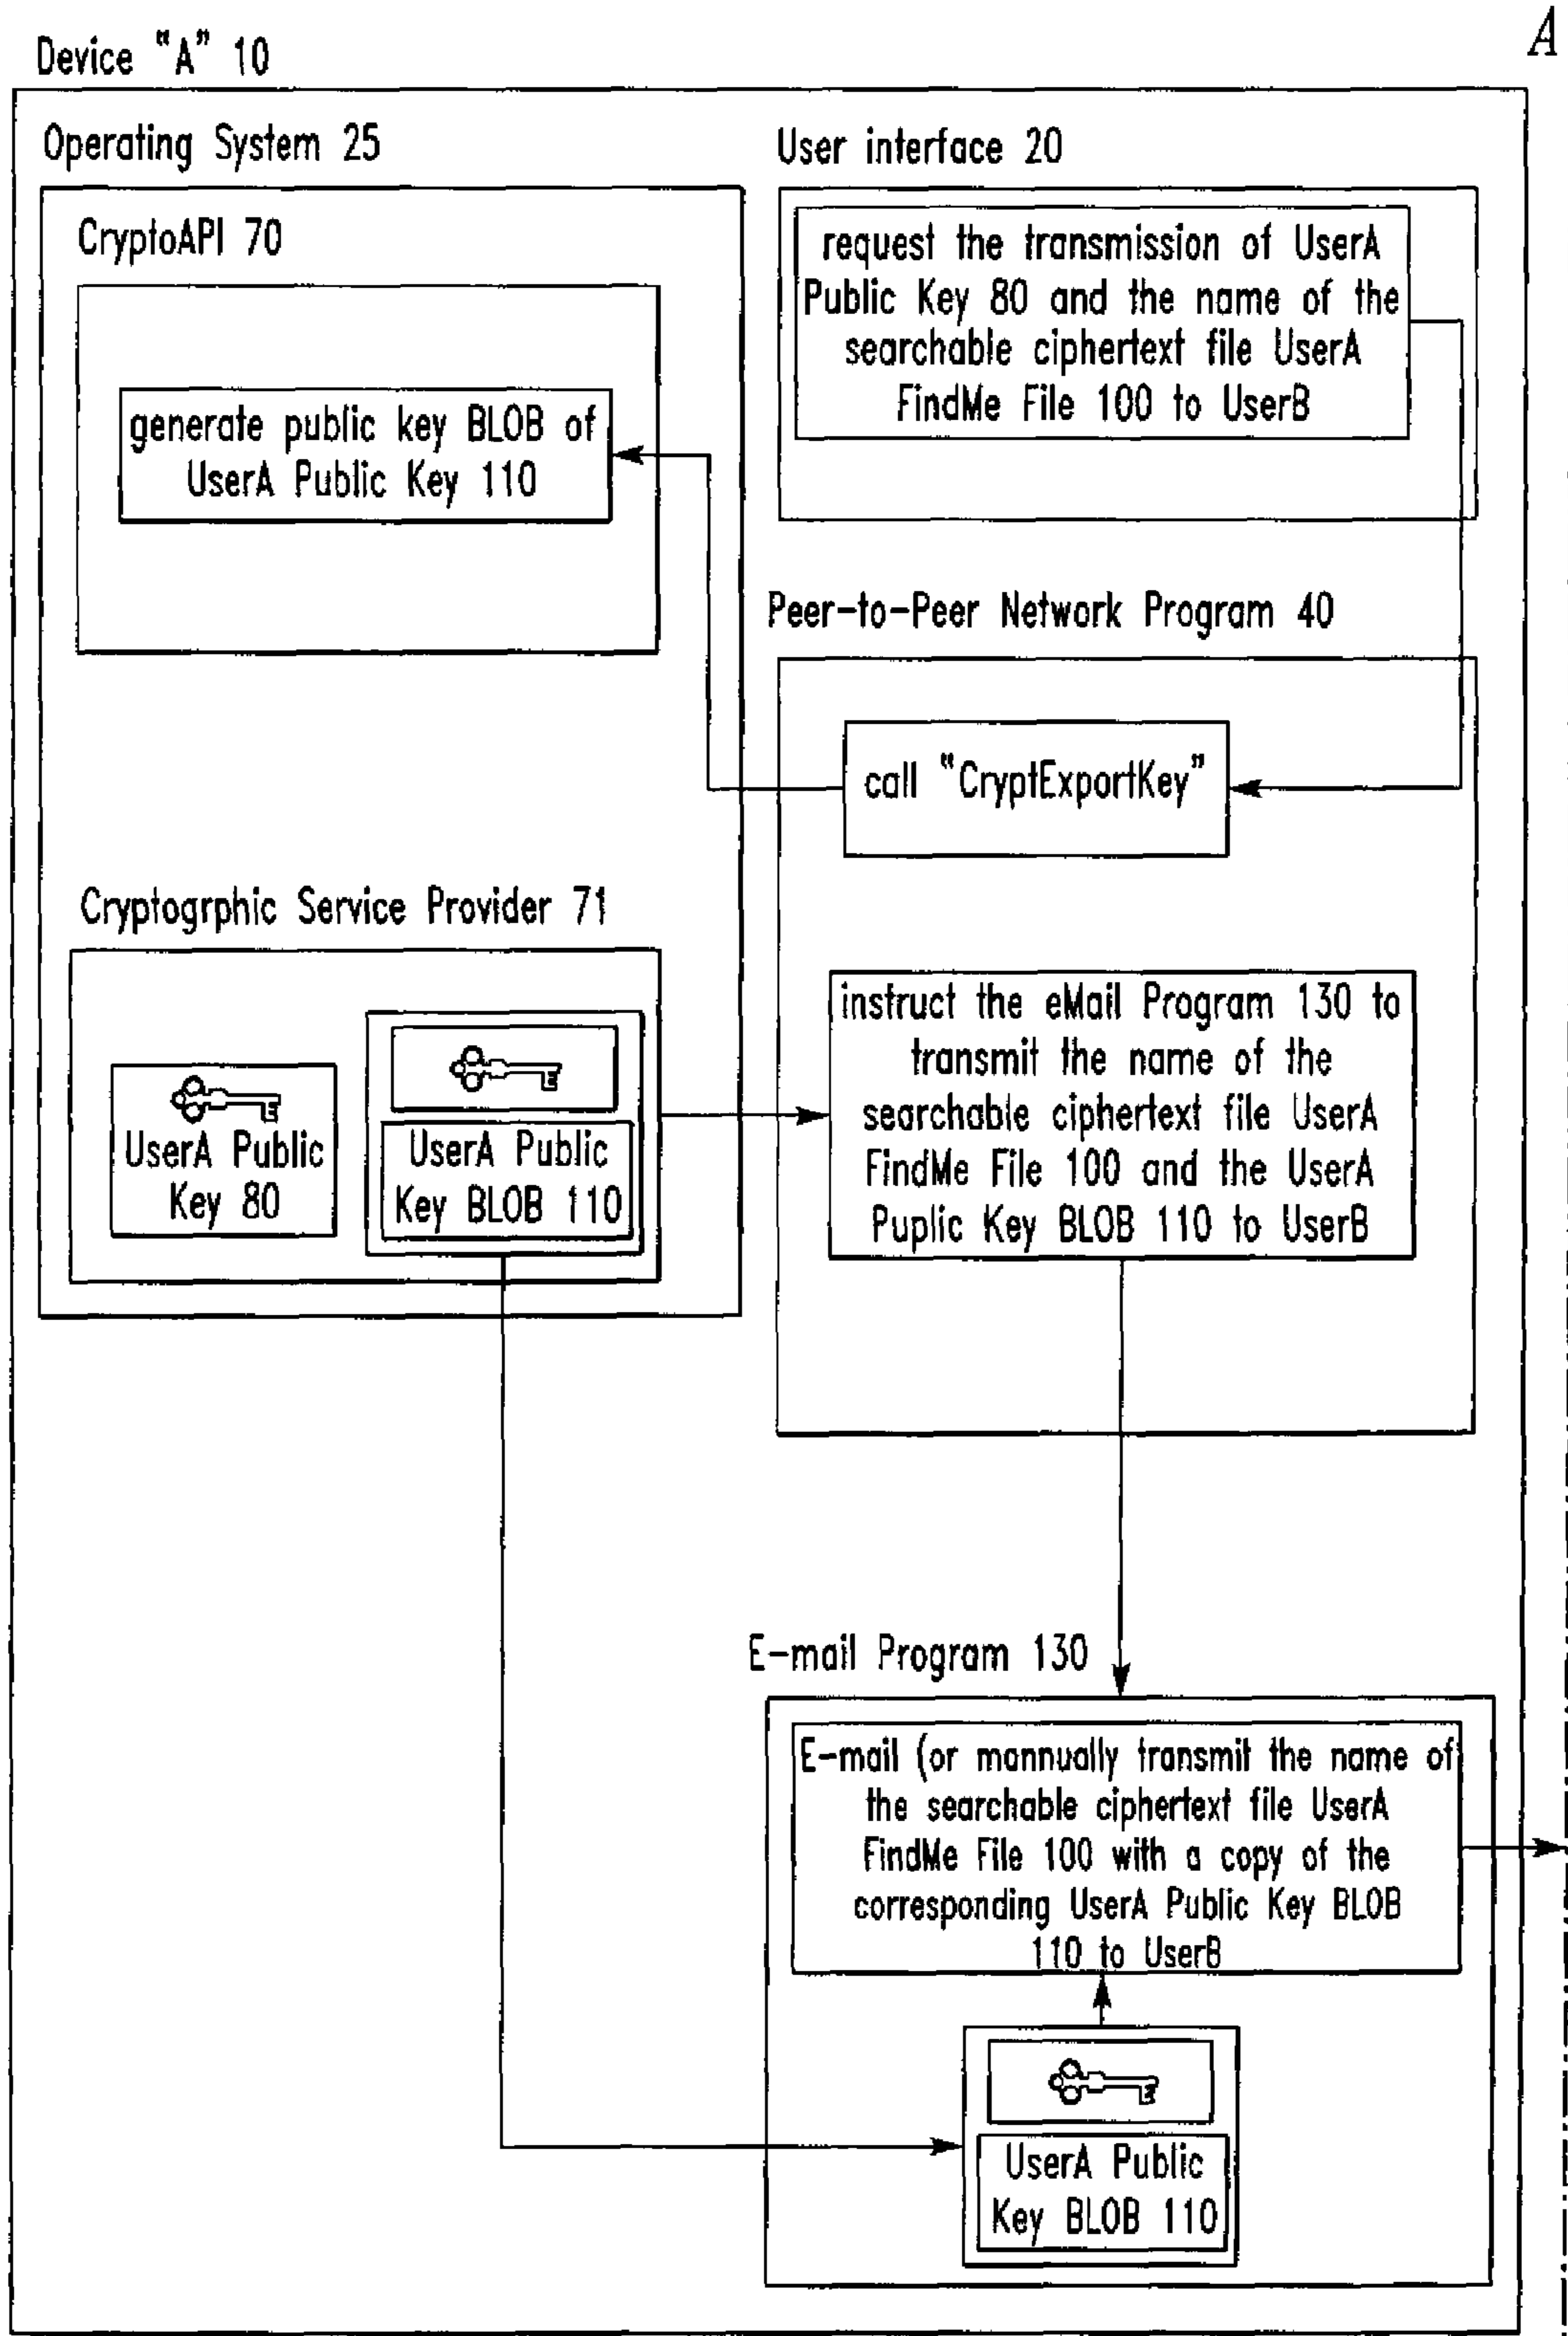 A
Device "A" 10
Operating System 25
CryptoAPI 70
generate public key BLOB of
UserA Public Key 110
User interface 20
request the transmission of UserA
Public Key 80 and the name of the
searchable ciphertext file UserA
FindMe File 100 to UserB
Peer-to-Peer Network Program 40
call "CryptExportKey"
Cryptogrphic Service Provider 71
UserA Public
Key 80
UserA Public
Key BLOB 110
instruct the eMail Program 130 to
transmit the name of the
searchable ciphertext file UserA
FindMe File 100 and the UserA
Puplic Key BLOB 110 to UserB
E-mail Program 130
E-mail (or mannually transmit the name of
the searchable ciphertext file UserA
FindMe File 100 with a copy of the
corresponding UserA Public Key BLOB
110 to UserB
UserA Public
Key BLOB 110